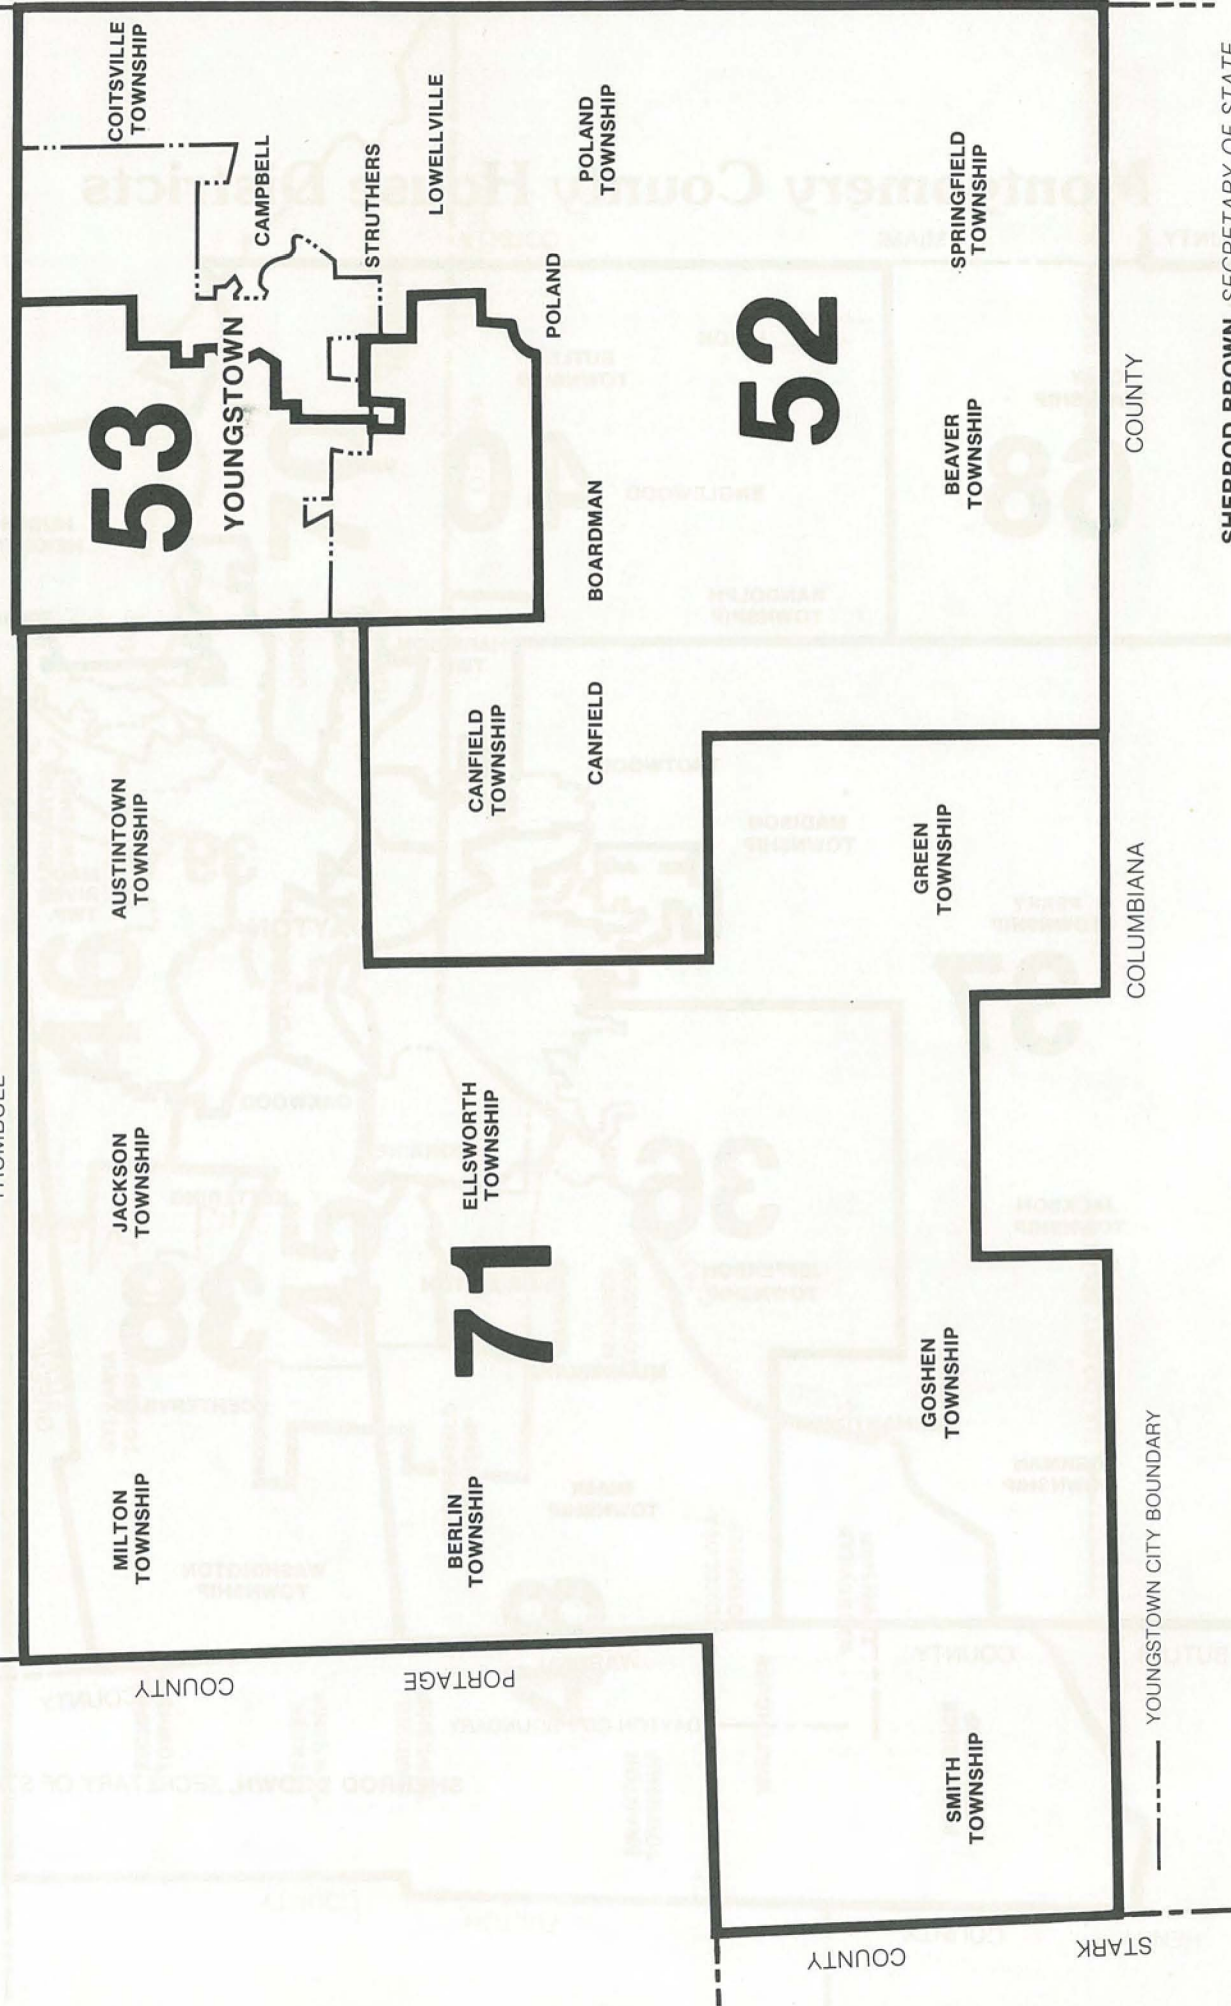 COITSVILLE
TOWNSHIP
CAMPBELL
STRUTHERS
LOWELLVILLE
POLAND
TOWNSHIP
SPRINGFIELD
TOWNSHIP
POLAND
53
YOUNGSTOWN
52
BOARDMAN
BEAVER
TOWNSHIP
COUNTY
SHERROD BROWN, SECRETARY OF STATE
AUSTINTOWN
TOWNSHIP
CANFIELD
TOWNSHIP
CANFIELD
GREEN
TOWNSHIP
COLUMBIANA
JACKSON
TOWNSHIP
ELLSWORTH
TOWNSHIP
71
MILTON
TOWNSHIP
BERLIN
TOWNSHIP
GOSHEN
TOWNSHIP
YOUNGSTOWN CITY BOUNDARY
COUNTY
PORTAGE
SMITH
TOWNSHIP
COUNTY
STARK